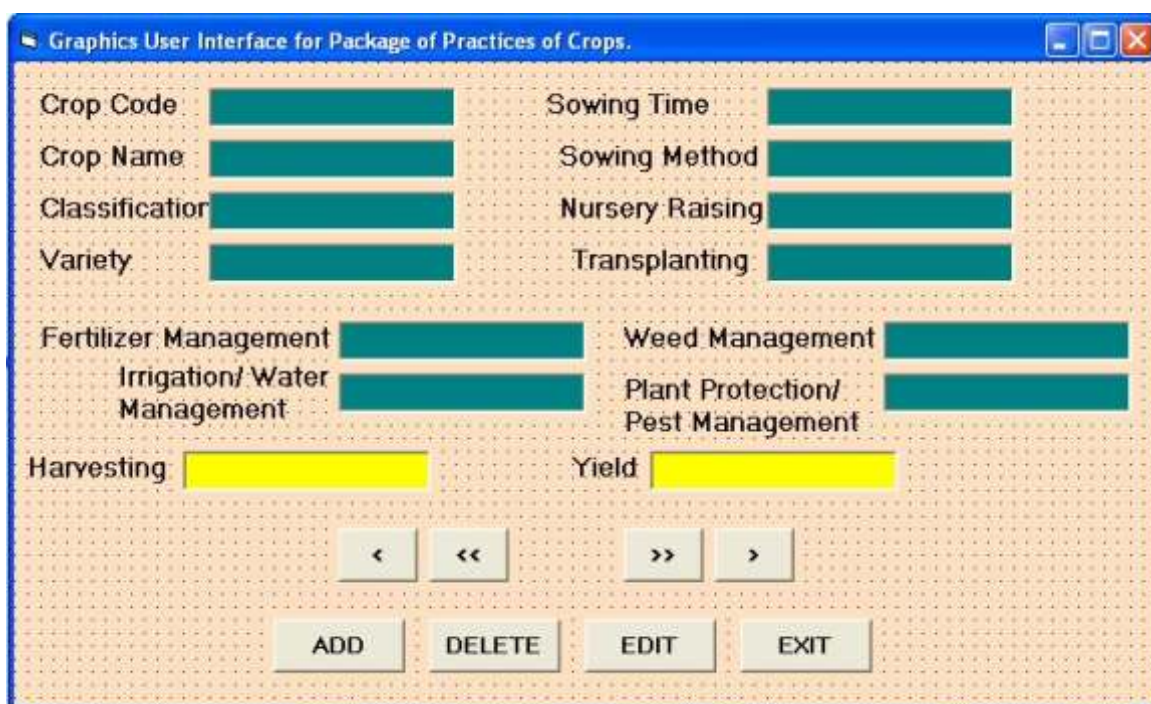 Graphics User Interface for Package of Practices of Crops.
Crop Code
Sowing Time
Crop Name
Sowing Method
Classification
Nursery Raising
Variety
Transplanting
Fertilizer Management
Weed Management
Irrigation/ Water
Management
Plant Protection/
Pest Management
Harvesting
Yield
< << >> >
ADD DELETE EDIT EXIT